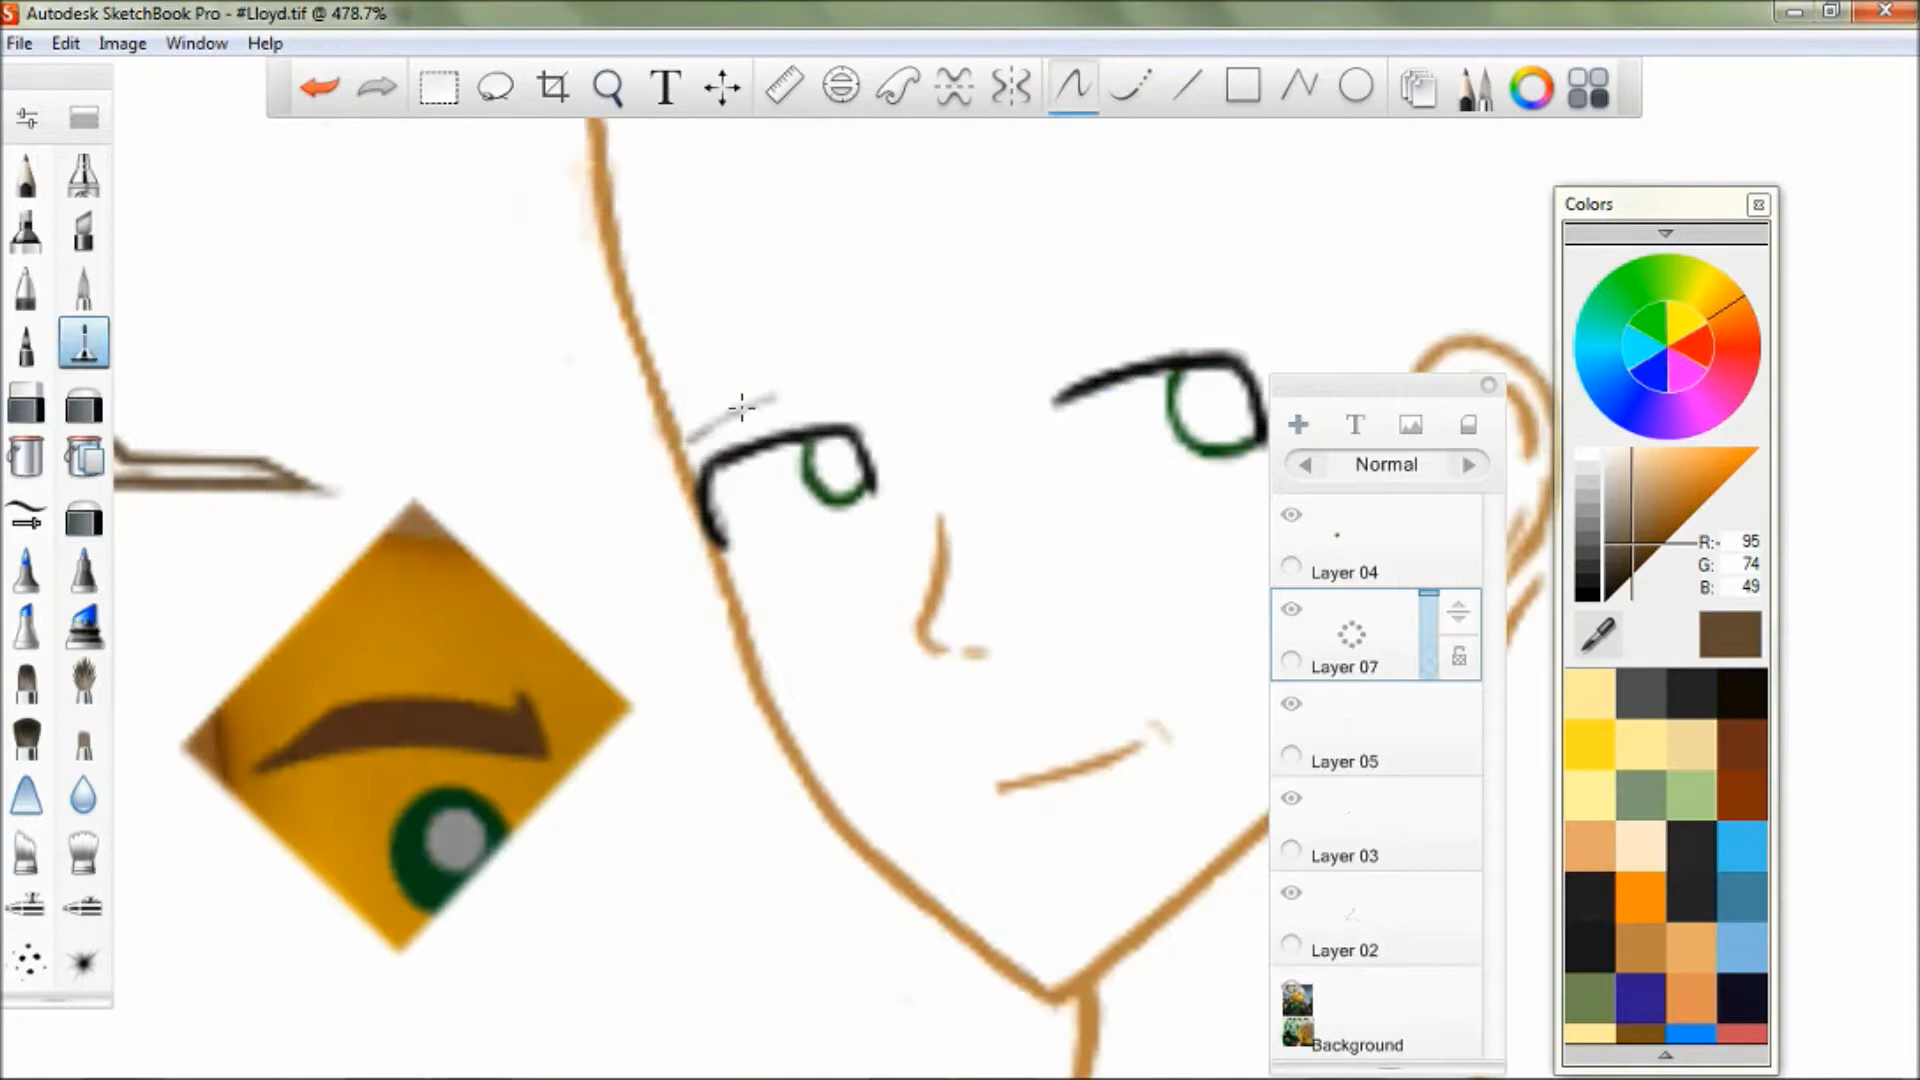 Autodesk SketchBook Pro - #Lloyd.tif @ 478.7%
File Edit Image Window Help
T
Colors
T
Normal
R: 95
G: 74
B: 49
Layer 04
Layer 07
Layer 05
Layer 03
Layer 02
Background